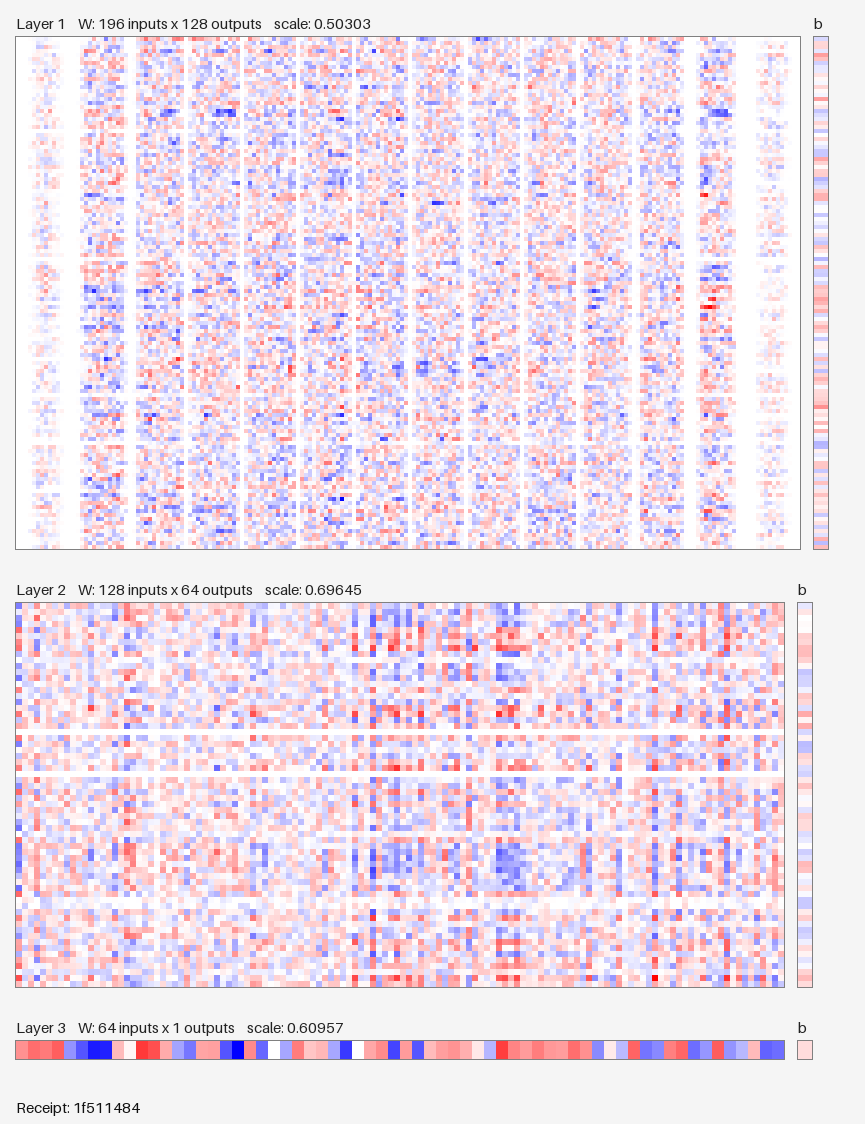 Layer 1 W: 196 inputs x 128 outputs scale: 0.50303 b
Layer 2 W: 128 inputs x 64 outputs scale: 0.69645 b
Layer 3 W: 64 inputs x 1 outputs scale: 0.60957 b
Receipt: 1f511484